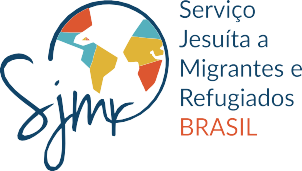 Sjmr
Serviço
Jesuíta a
Migrantes e
Refugiados
BRASIL